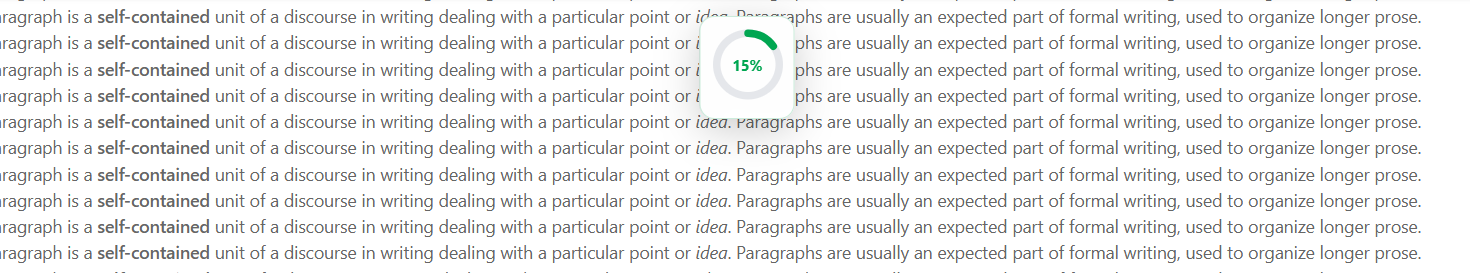 ragraph is a self-contained unit of a discourse in writing dealing with a particular point or idea. Paragraphs are usually an expected part of formal writing, used to organize longer prose.
ragraph is a self-contained unit of a discourse in writing dealing with a particular point or phs are usually an expected part of formal writing, used to organize longer prose.
ragraph is a self-contained unit of a discourse in writing dealing with a particular point or phs are usually an expected part of formal writing, used to organize longer prose.
15%
ragraph is a self-contained unit of a discourse in writing dealing with a particular point or phs are usually an expected part of formal writing, used to organize longer prose.
ragraph is a self-contained unit of a discourse in writing dealing with a particular point or idea. Paragraphs are usually an expected part of formal writing, used to organize longer prose.
ragraph is a self-contained unit of a discourse in writing dealing with a particular point or idea. Paragraphs are usually an expected part of formal writing, used to organize longer prose.
ragraph is a self-contained unit of a discourse in writing dealing with a particular point or idea. Paragraphs are usually an expected part of formal writing, used to organize longer prose.
ragraph is a self-contained unit of a discourse in writing dealing with a particular point or idea. Paragraphs are usually an expected part of formal writing, used to organize longer prose.
ragraph is a self-contained unit of a discourse in writing dealing with a particular point or idea. Paragraphs are usually an expected part of formal writing, used to organize longer prose.
ragraph is a self-contained unit of a discourse in writing dealing with a particular point or idea. Paragraphs are usually an expected part of formal writing, used to organize longer prose.